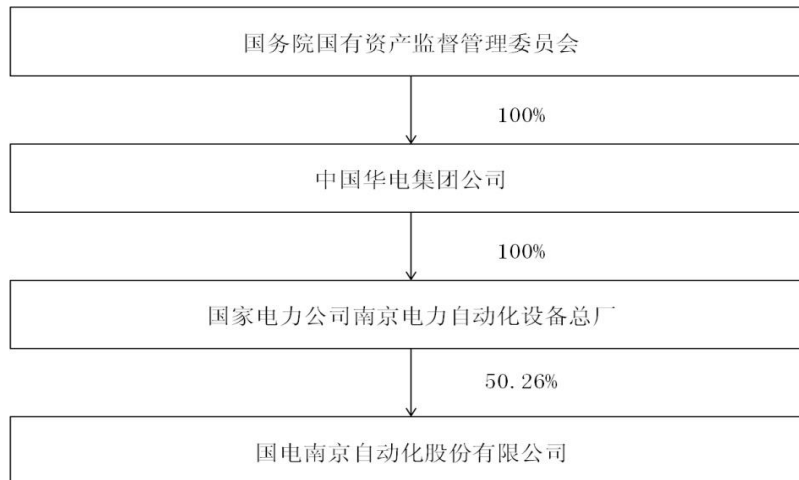 国务院国有资产监督管理委员会
100%
中国华电集团公司
100%
国家电力公司南京电力自动化设备总厂
50.26%
国电南京自动化股份有限公司